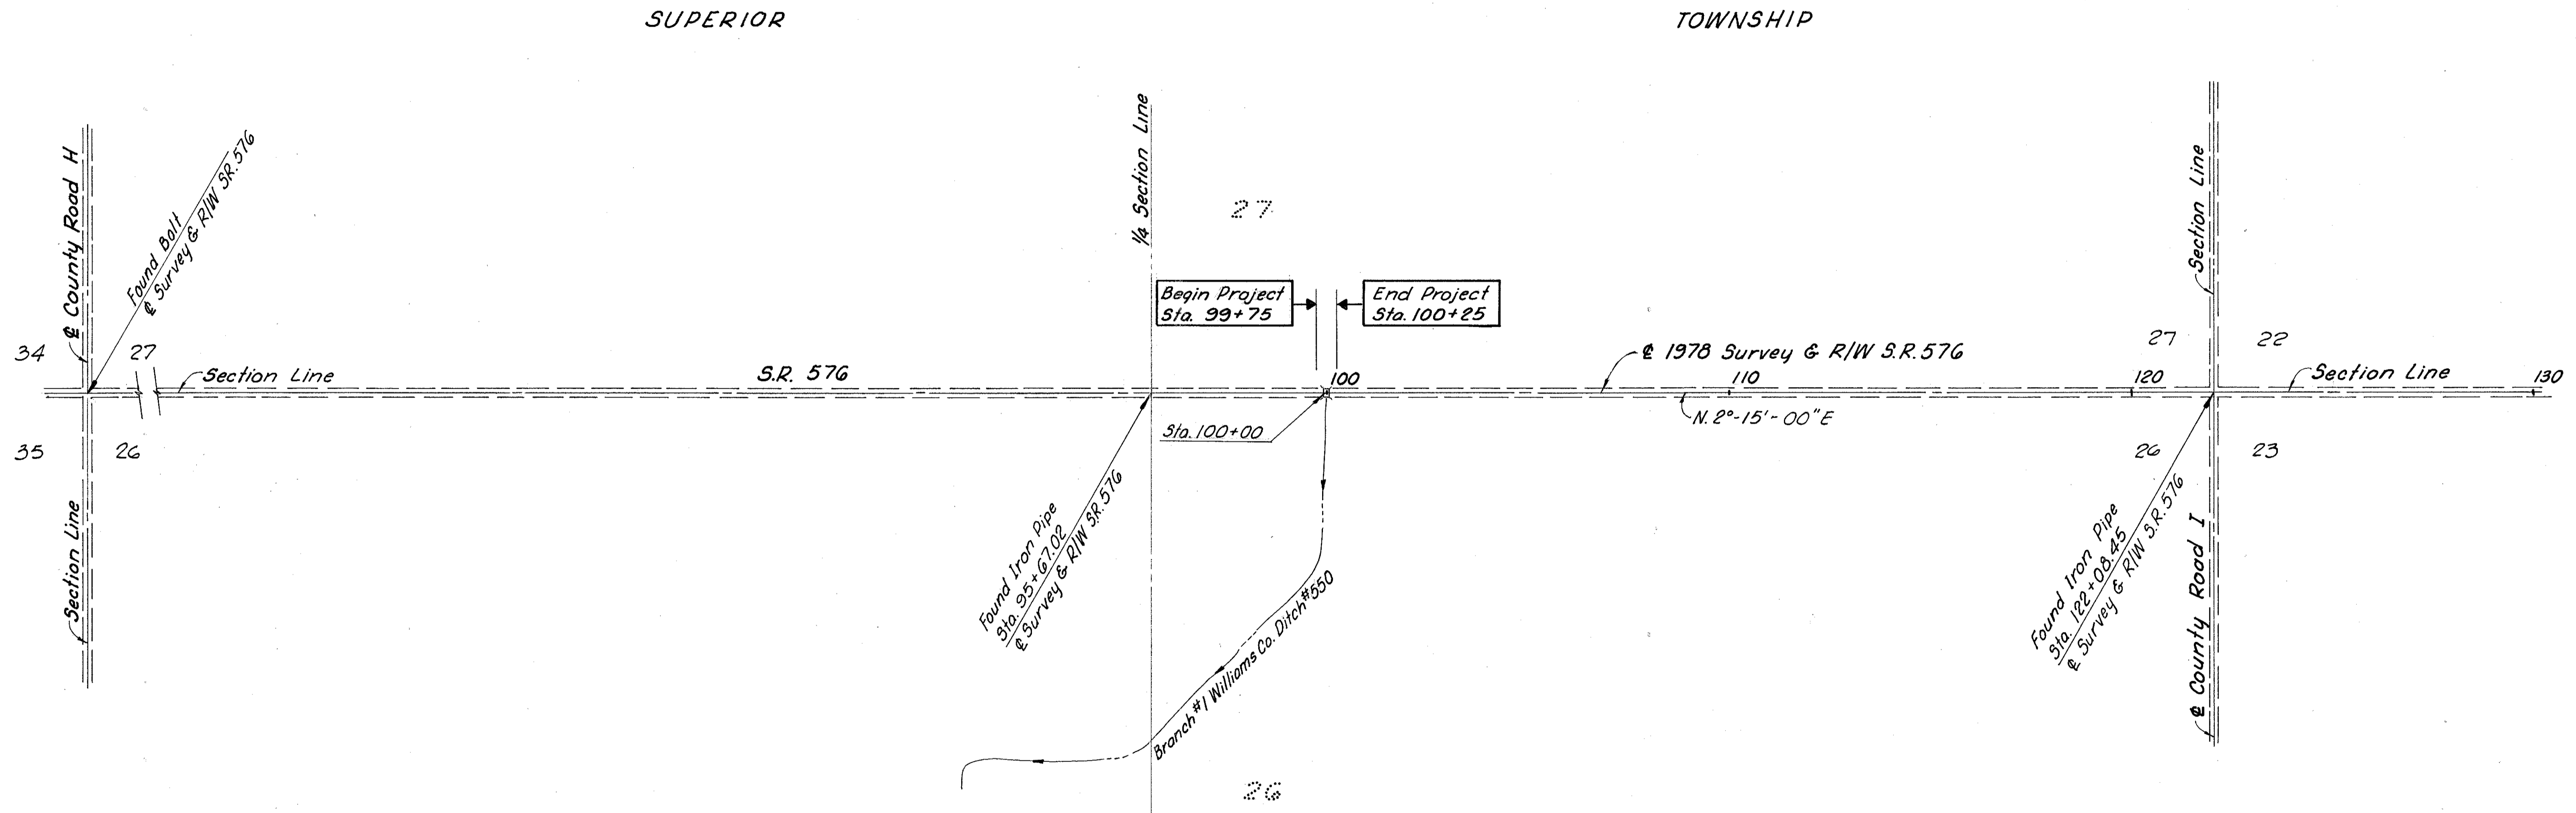 SUPERIOR TOWNSHIP
℄ County Road H
Found Bolt
℄ Survey & R/W SR.576
1/4 Section Line
27
Begin Project
Sta. 99+75
End Project
Sta. 100+25
Section Line
34
27
Section Line
S.R. 576
100
℄ 1978 Survey & R/W S.R.576
110
120
27
22
Section Line
130
N. 2°-15'-00"E
Sta. 100+00
35
26
26
23
Section Line
Found Iron Pipe
Sta. 95+67.02
℄ Survey & R/W S.R.576
Branch #1 Williams Co. Ditch #550
Found Iron Pipe
Sta. 122+08.45
℄ Survey & R/W S.R.576
℄ County Road I
26